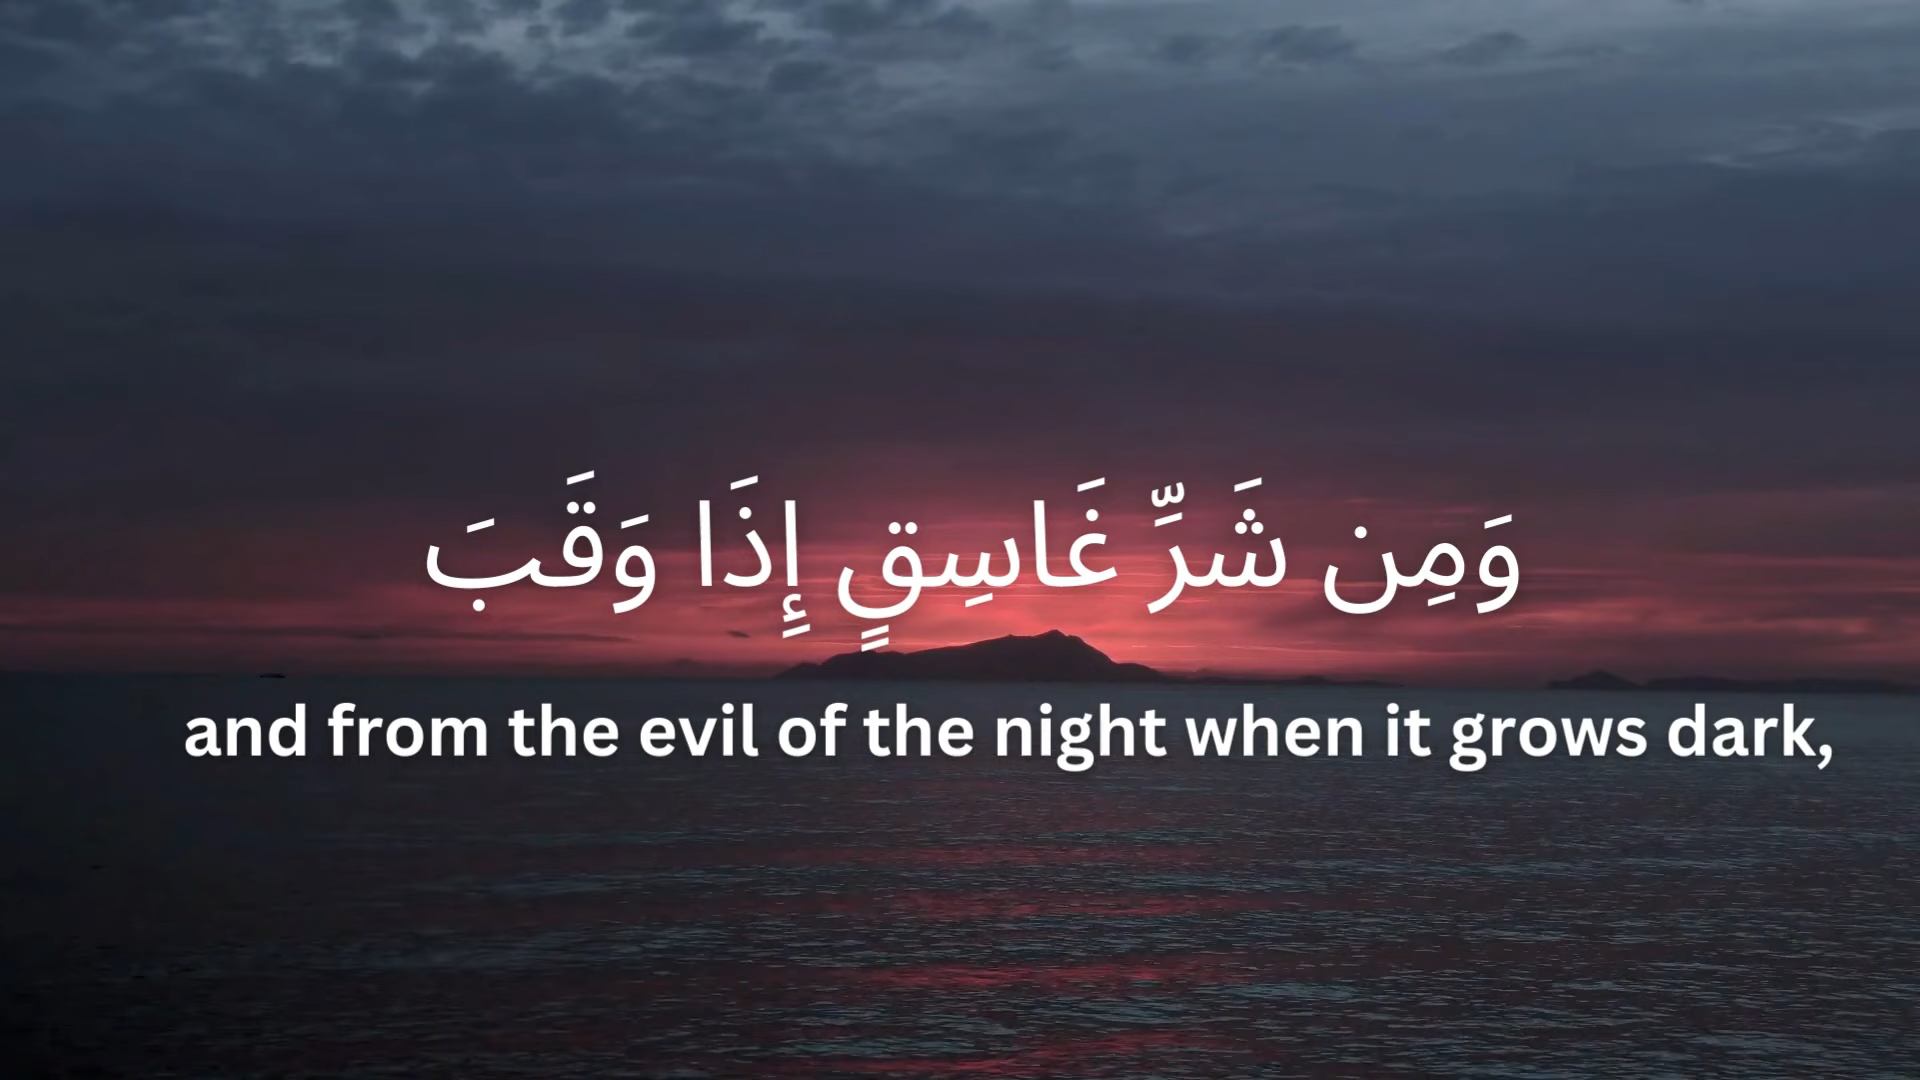 وَمِن شَرِّ غَاسِقٍ إِذَا وَقَبَ
and from the evil of the night when it grows dark,